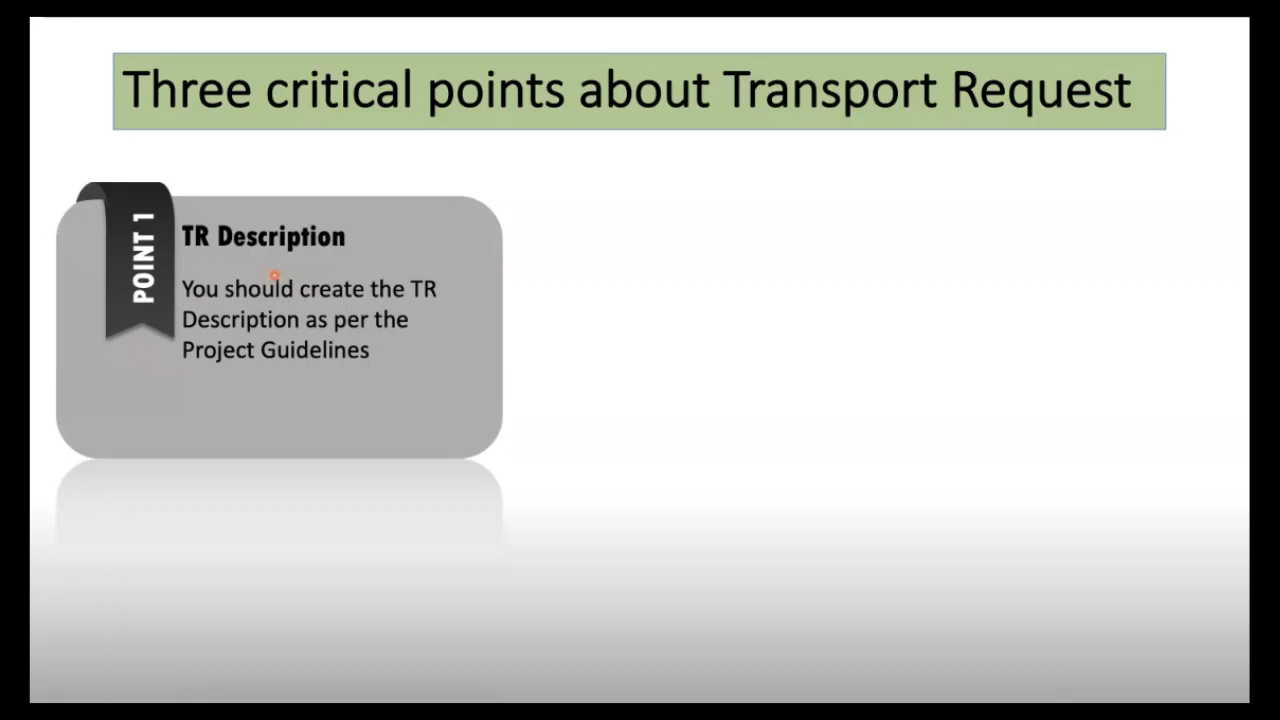 Three critical points about Transport Request
POINT 1
TR Description
You should create the TR
Description as per the
Project Guidelines